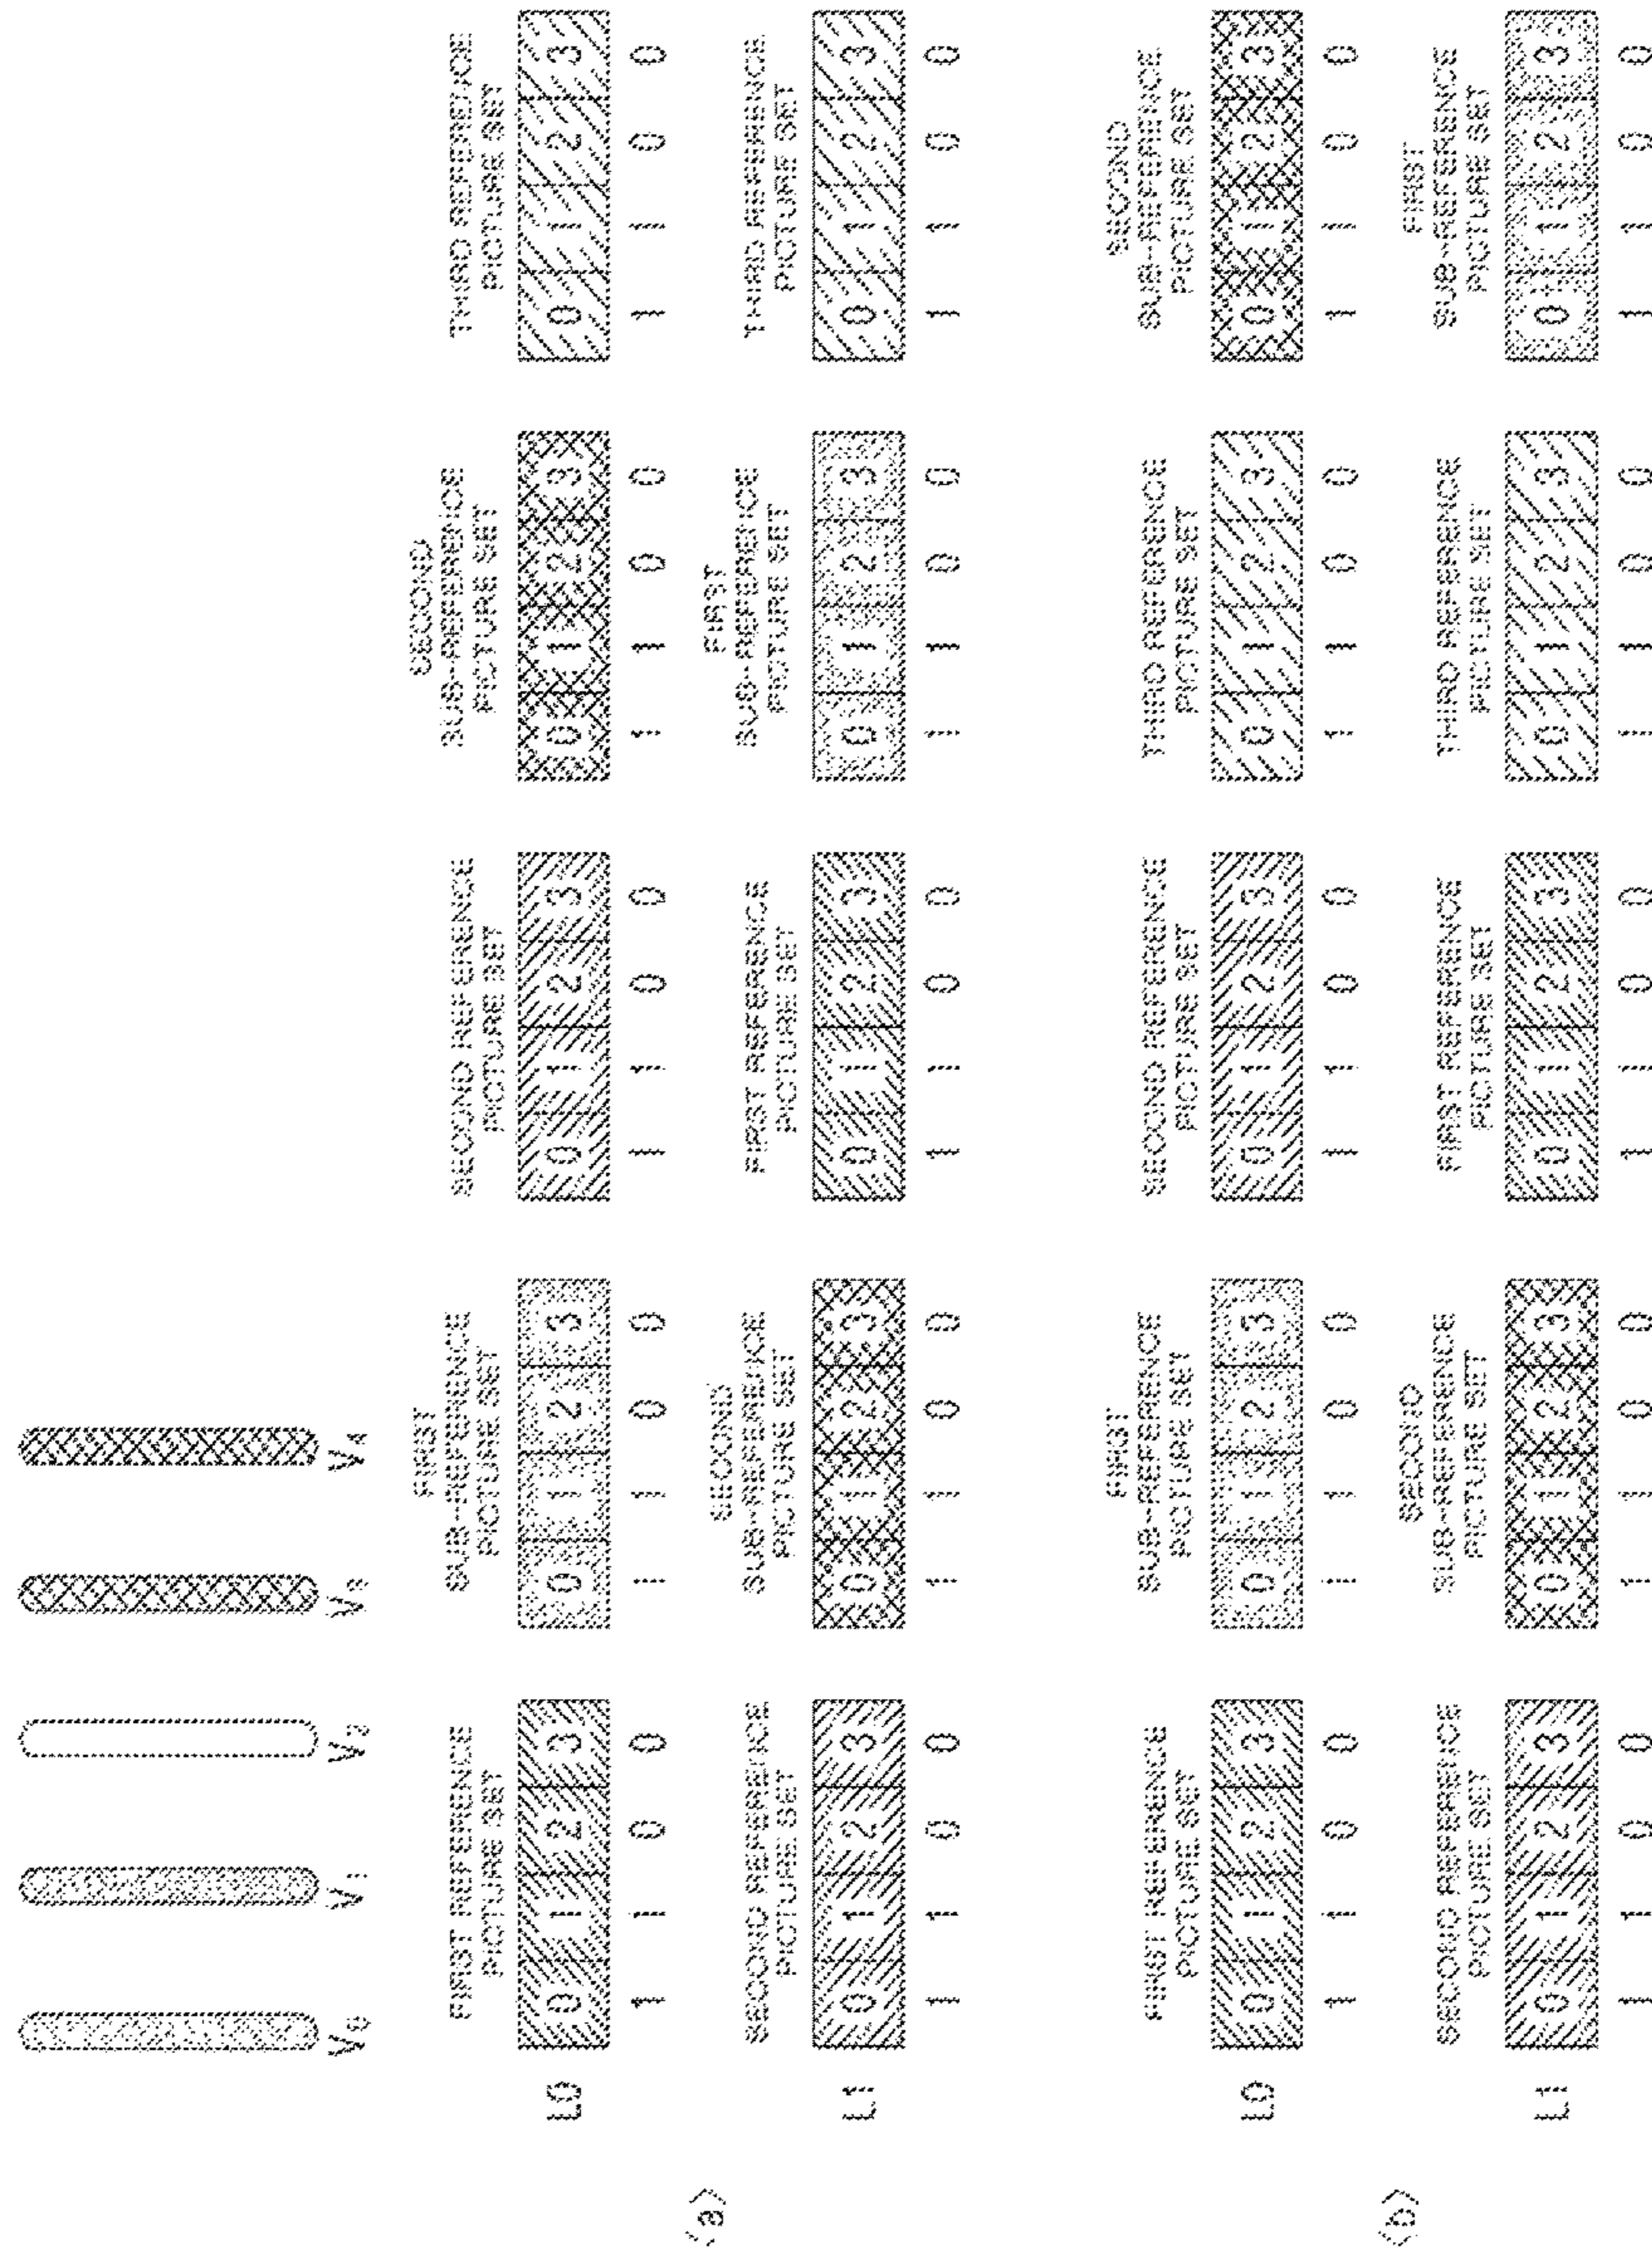 V0 V1 V2 V3 V4
(a)
L0
FIRST REFERENCE
PICTURE SET
0 1 2 3
1 1 0 0
FIRST
SUB-REFERENCE
PICTURE SET
0 1 2 3
1 1 0 0
SECOND REFERENCE
PICTURE SET
0 1 2 3
1 1 0 0
SECOND
SUB-REFERENCE
PICTURE SET
0 1 2 3
1 1 0 0
THIRD REFERENCE
PICTURE SET
0 1 2 3
1 1 0 0
L1
SECOND REFERENCE
PICTURE SET
0 1 2 3
1 1 0 0
SECOND
SUB-REFERENCE
PICTURE SET
0 1 2 3
1 1 0 0
FIRST REFERENCE
PICTURE SET
0 1 2 3
1 1 0 0
FIRST
SUB-REFERENCE
PICTURE SET
0 1 2 3
1 1 0 0
THIRD REFERENCE
PICTURE SET
0 1 2 3
1 1 0 0
(b)
L0
FIRST REFERENCE
PICTURE SET
0 1 2 3
1 1 0 0
FIRST
SUB-REFERENCE
PICTURE SET
0 1 2 3
1 1 0 0
SECOND REFERENCE
PICTURE SET
0 1 2 3
1 1 0 0
THIRD REFERENCE
PICTURE SET
0 1 2 3
1 1 0 0
SECOND
SUB-REFERENCE
PICTURE SET
0 1 2 3
1 1 0 0
L1
SECOND REFERENCE
PICTURE SET
0 1 2 3
1 1 0 0
SECOND
SUB-REFERENCE
PICTURE SET
0 1 2 3
1 1 0 0
FIRST REFERENCE
PICTURE SET
0 1 2 3
1 1 0 0
THIRD REFERENCE
PICTURE SET
0 1 2 3
1 1 0 0
FIRST
SUB-REFERENCE
PICTURE SET
0 1 2 3
1 1 0 0